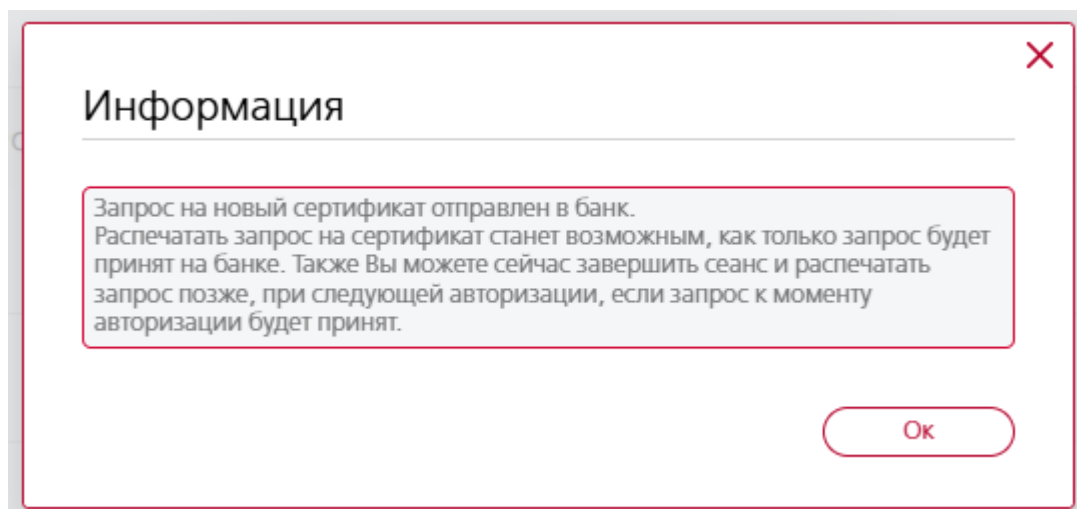 Информация
Запрос на новый сертификат отправлен в банк.
Распечатать запрос на сертификат станет возможным, как только запрос будет
принят на банке. Также Вы можете сейчас завершить сеанс и распечатать
запрос позже, при следующей авторизации, если запрос к моменту
авторизации будет принят.
Ок